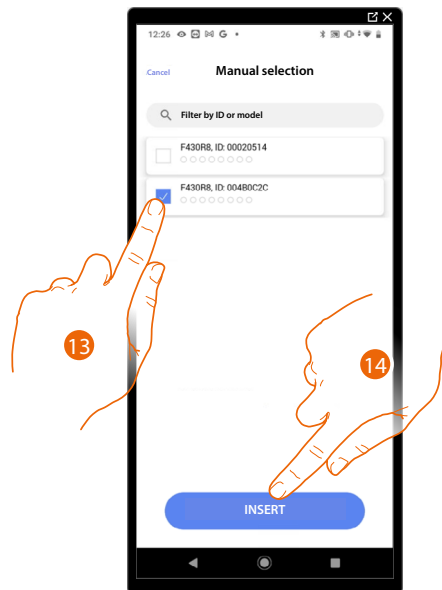 12:26 G
Cancel Manual selection
Filter by ID or model
F430R8, ID: 00020514
F430R8, ID: 004B0C2C
13
14
INSERT